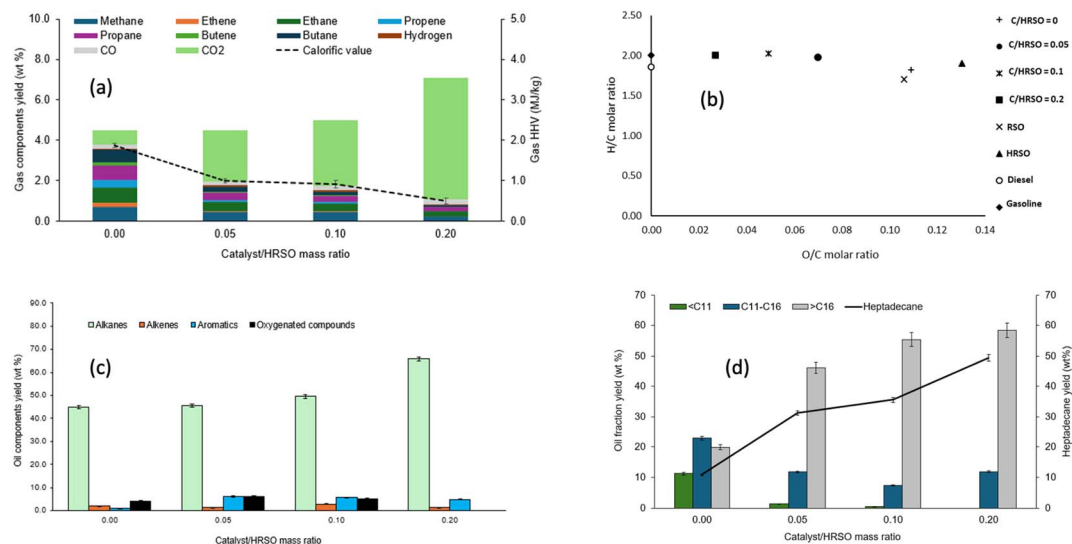 Methane Ethene Ethane Propene
Propane Butene Butane Hydrogen
CO CO2 Calorific value
(a)
Gas components yield (wt %)
10.0
8.0
6.0
4.0
2.0
0.0
5.0
4.0
3.0
2.0
1.0
0.0
Gas HHV (MJ/kg)
0.00 0.05 0.10 0.20
Catalyst/HRSO mass ratio
(b)
H/C molar ratio
2.50
2.00
1.50
1.00
0.50
0.00
0.00 0.02 0.04 0.06 0.08 0.10 0.12 0.14
O/C molar ratio
C/HRSO = 0
C/HRSO = 0.05
C/HRSO = 0.1
C/HRSO = 0.2
RSO
HRSO
Diesel
Gasoline
Alkanes Alkenes Aromatics Oxygenated compounds
(c)
Oil components yield (wt %)
90.0
80.0
70.0
60.0
50.0
40.0
30.0
20.0
10.0
0.0
0.00 0.05 0.10 0.20
Catalyst/HRSO mass ratio
<C11 C11-C16 >C16 Heptadecane
(d)
Oil fraction yield (wt%)
70
60
50
40
30
20
10
0
70
60
50
40
30
20
10
0
Heptadecane yield (wt%)
0.00 0.05 0.10 0.20
Catalyst/HRSO mass ratio